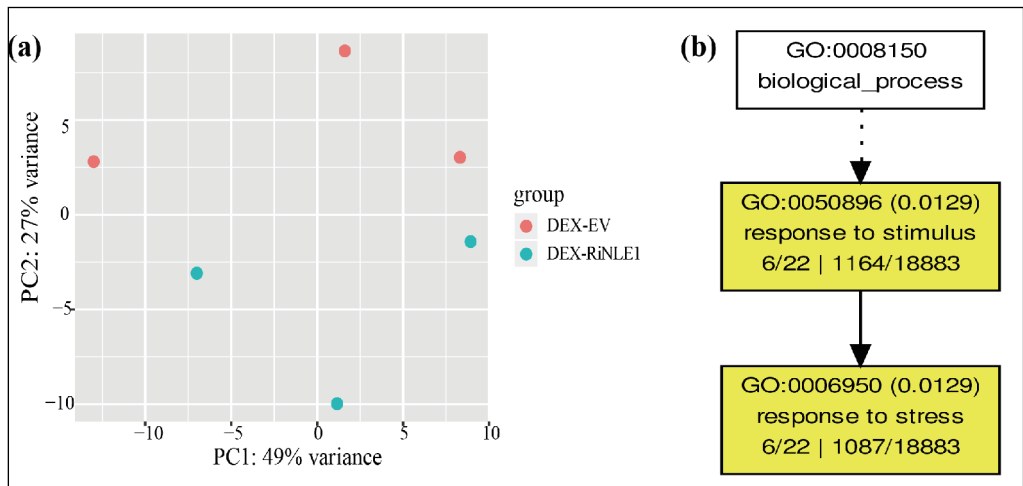 (a)
5
0
−5
−10
PC2: 27% variance
−10 −5 0 5 10
PC1: 49% variance
group
DEX-EV
DEX-RiNLE1
(b)
GO:0008150
biological_process
GO:0050896 (0.0129)
response to stimulus
6/22 | 1164/18883
GO:0006950 (0.0129)
response to stress
6/22 | 1087/18883